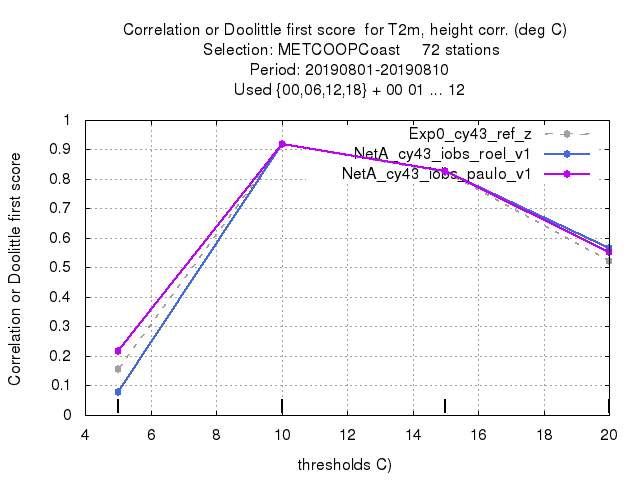 Correlation or Doolittle first score  for T2m, height corr. (deg C)
Selection: METCOOPCoast     72 stations
Period: 20190801-20190810
Used {00,06,12,18} + 00 01 ... 12
Correlation or Doolittle first score
1
0.9
0.8
0.7
0.6
0.5
0.4
0.3
0.2
0.1
0
Exp0_cy43_ref_z
NetA_cy43_iobs_roel_v1
NetA_cy43_iobs_paulo_v1
4 6 8 10 12 14 16 18 20
thresholds C)